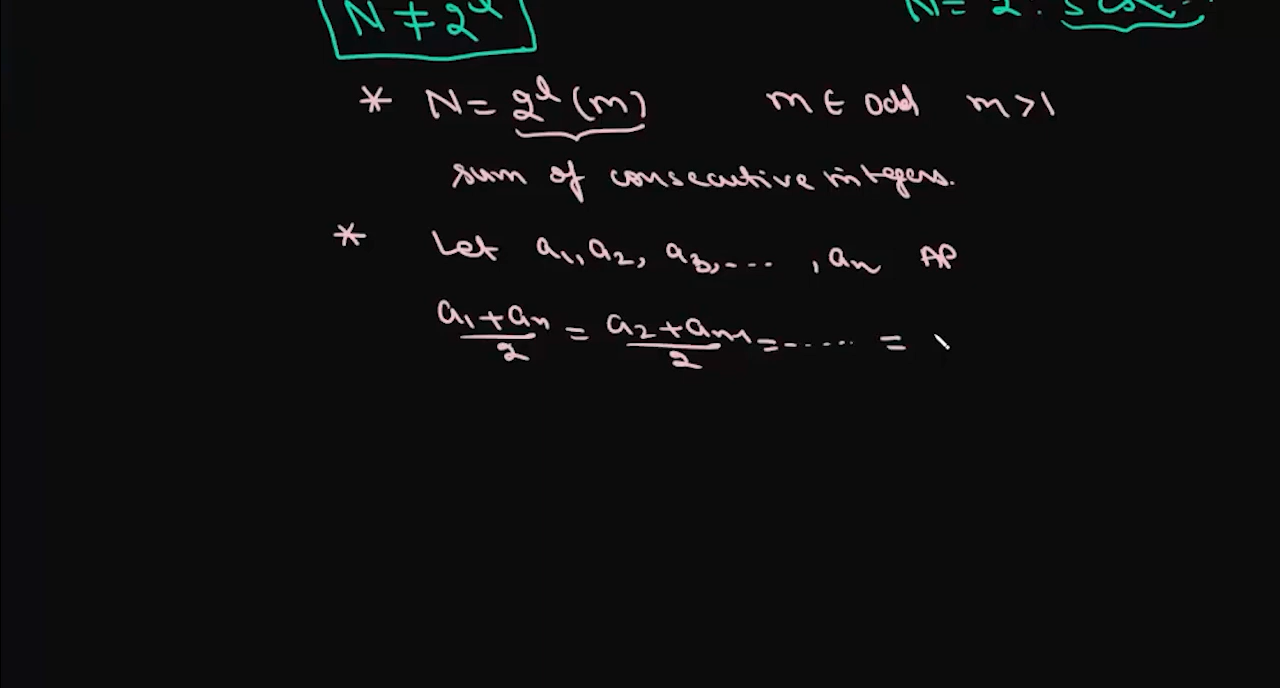 N ≠ 2^l
N = 2 .
* N = 2^l (m) m ∈ odd m > 1
sum of consecutive integers.
* Let a₁, a₂, a₃, .... , aₙ AP
(a₁ + aₙ)/2 = (a₂ + aₙ₋₁)/2 = ...... =